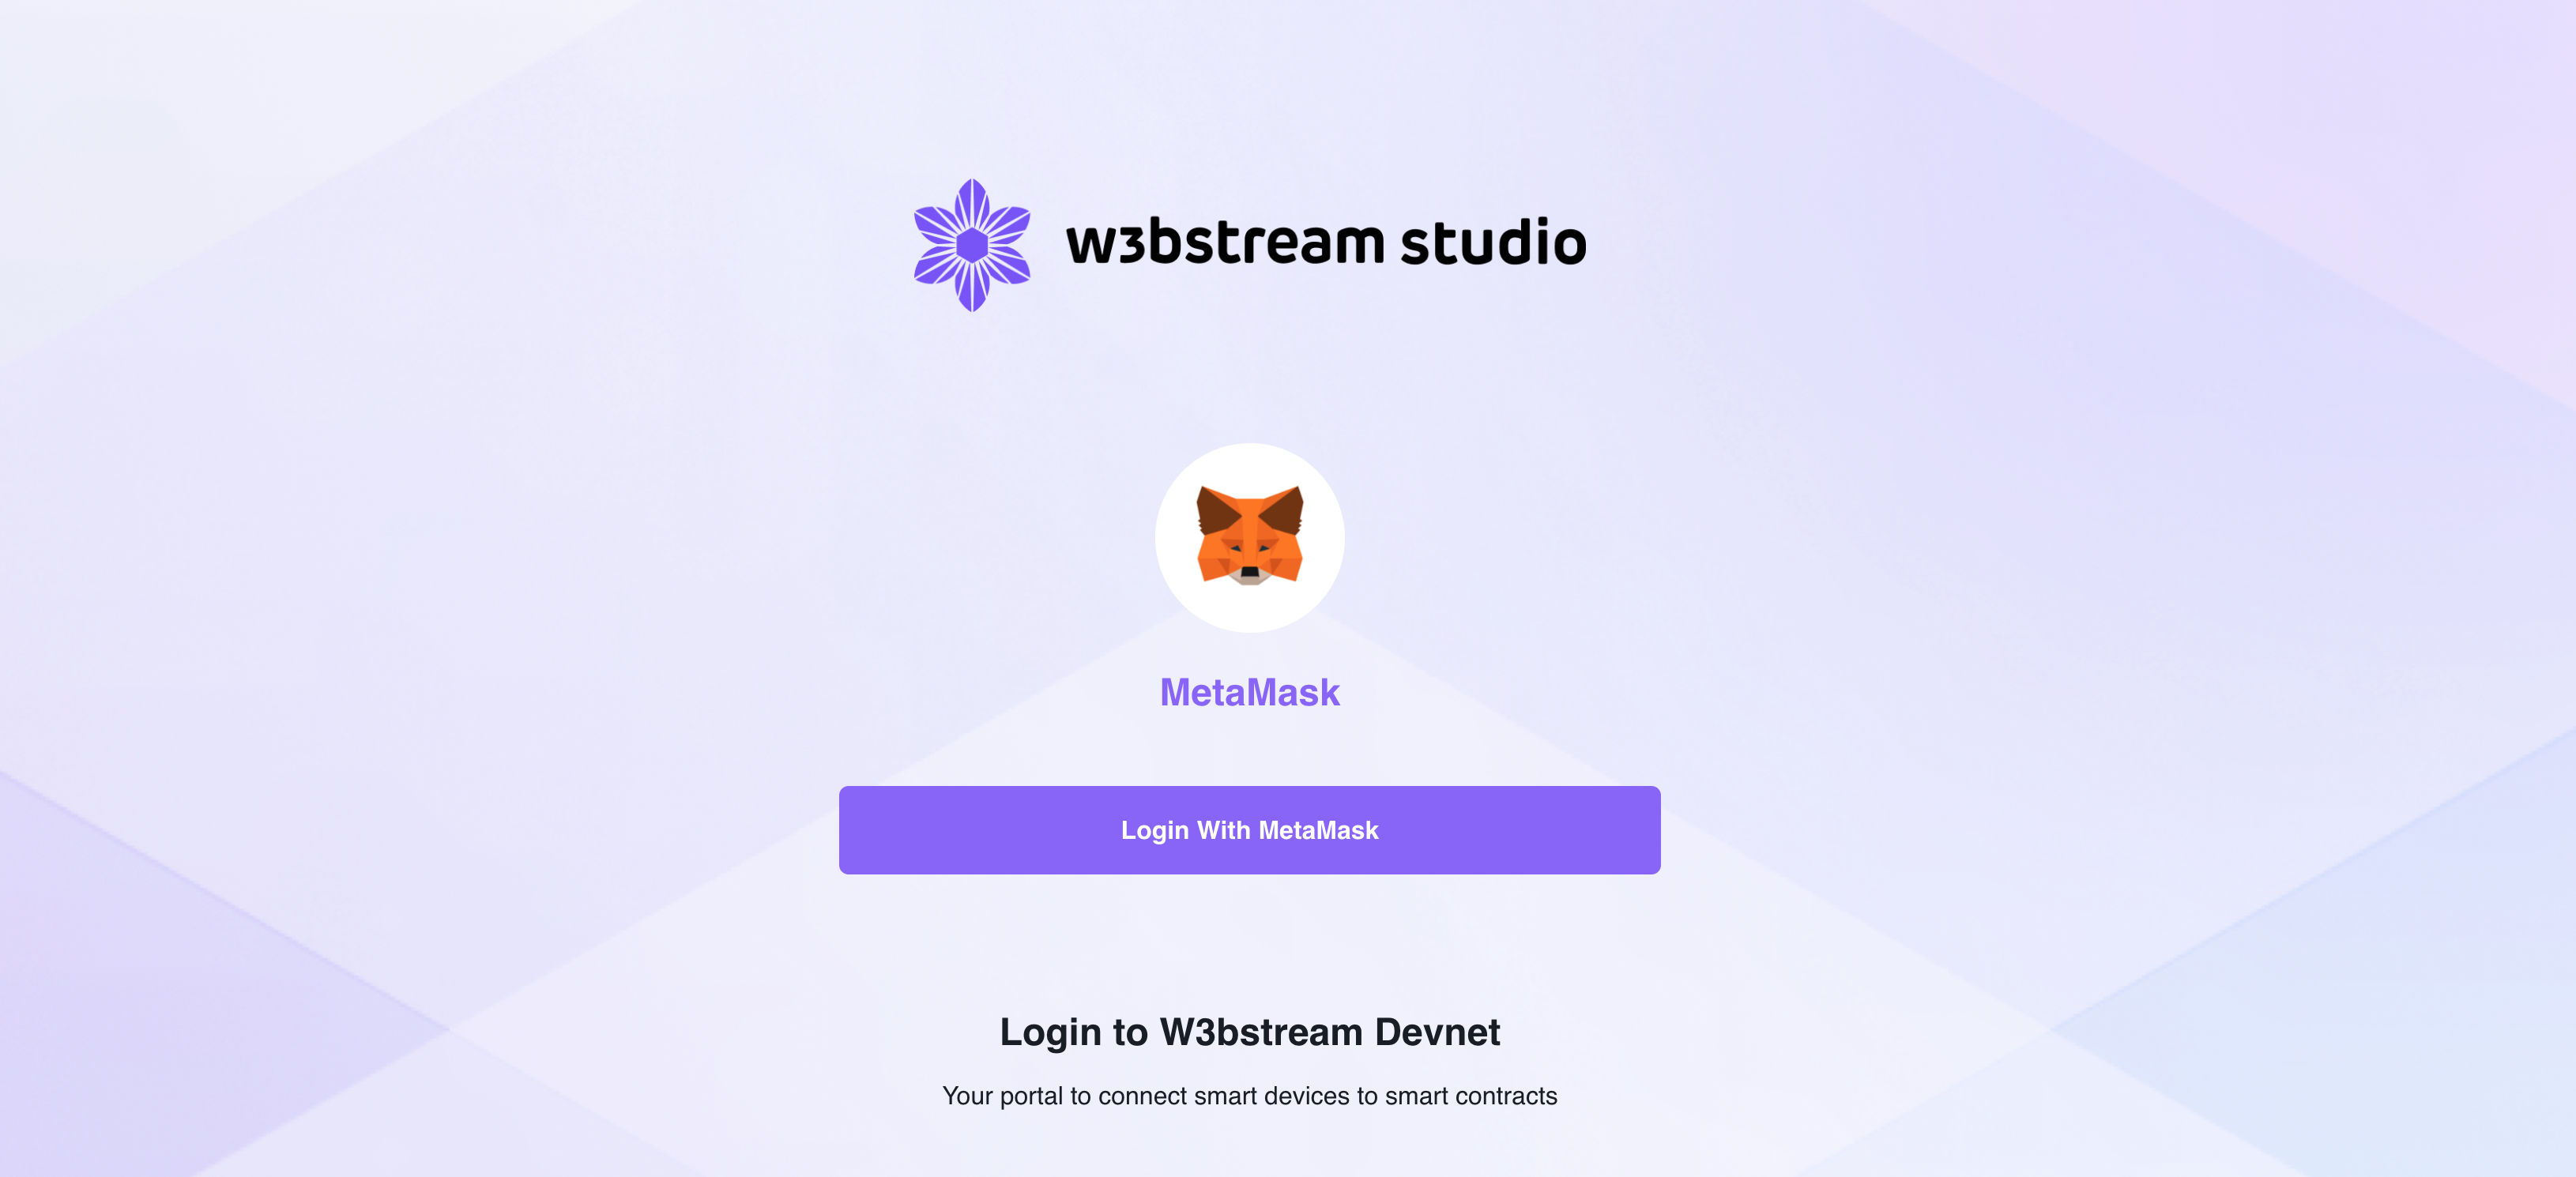 w3bstream studio
MetaMask
Login With MetaMask
Login to W3bstream Devnet
Your portal to connect smart devices to smart contracts